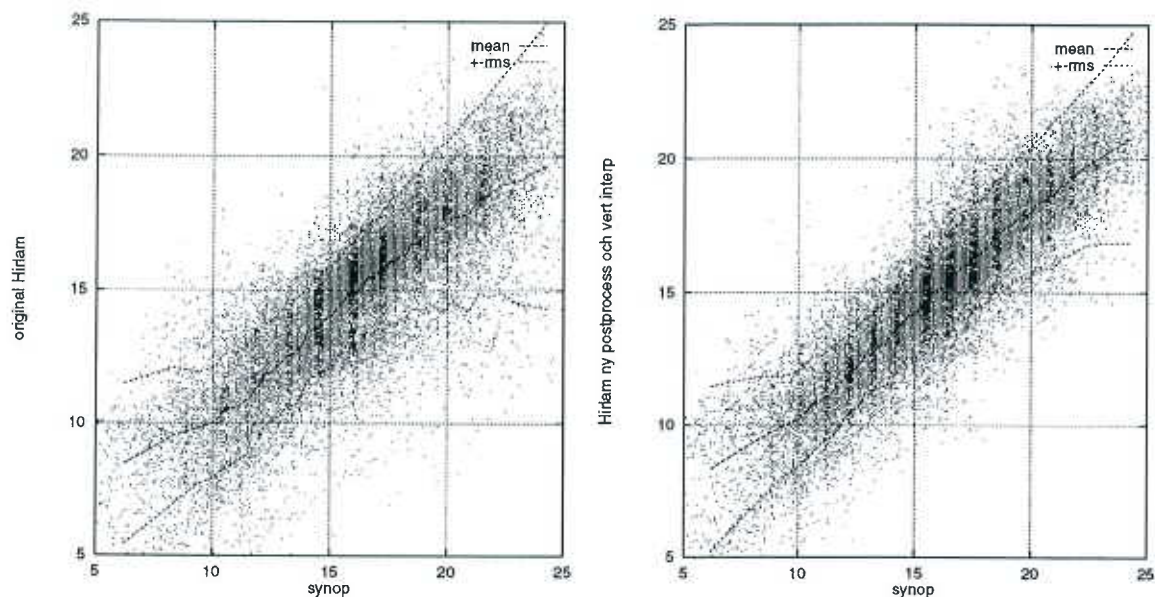 25
20
15
10
5
5 10 15 20 25
synop
original Hirlam
mean
+-rms
25
20
15
10
5
5 10 15 20 25
synop
Hirlam ny postprocess och vert interp
mean
+-rms